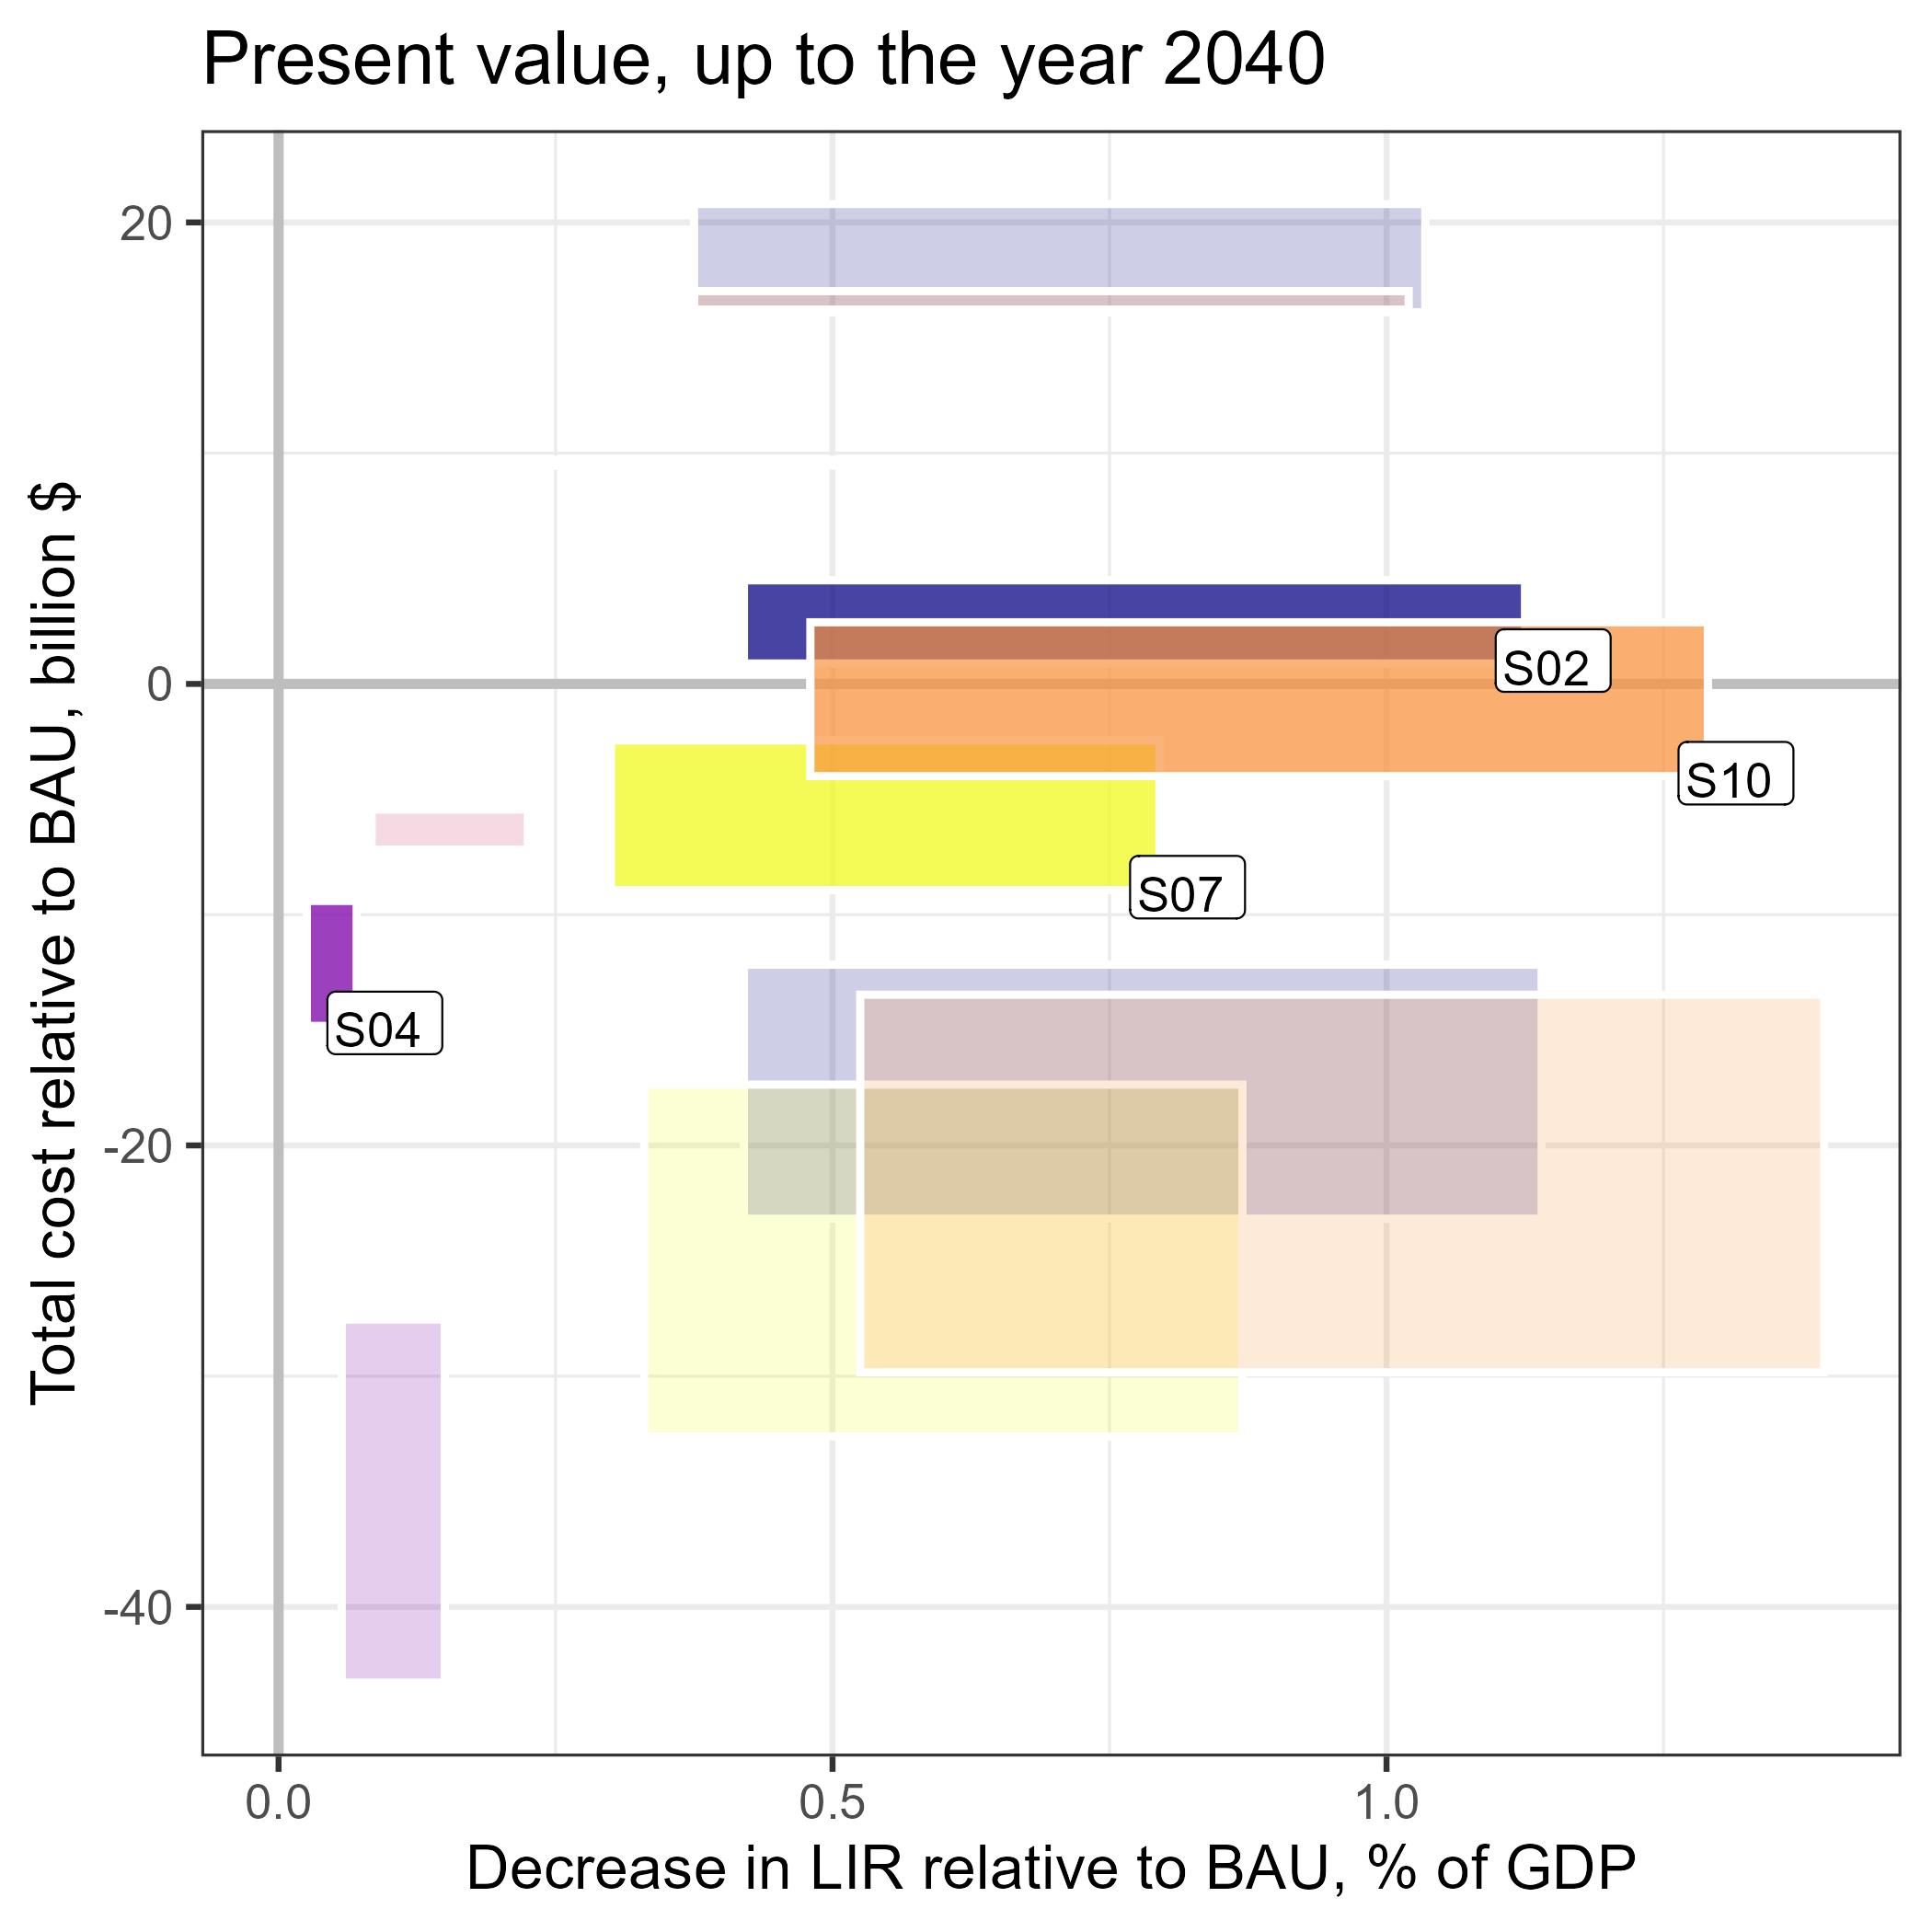 Present value, up to the year 2040
Total cost relative to BAU, billion $
20
0
-20
-40
S02
S10
S07
S04
0.0
0.5
1.0
Decrease in LIR relative to BAU, % of GDP